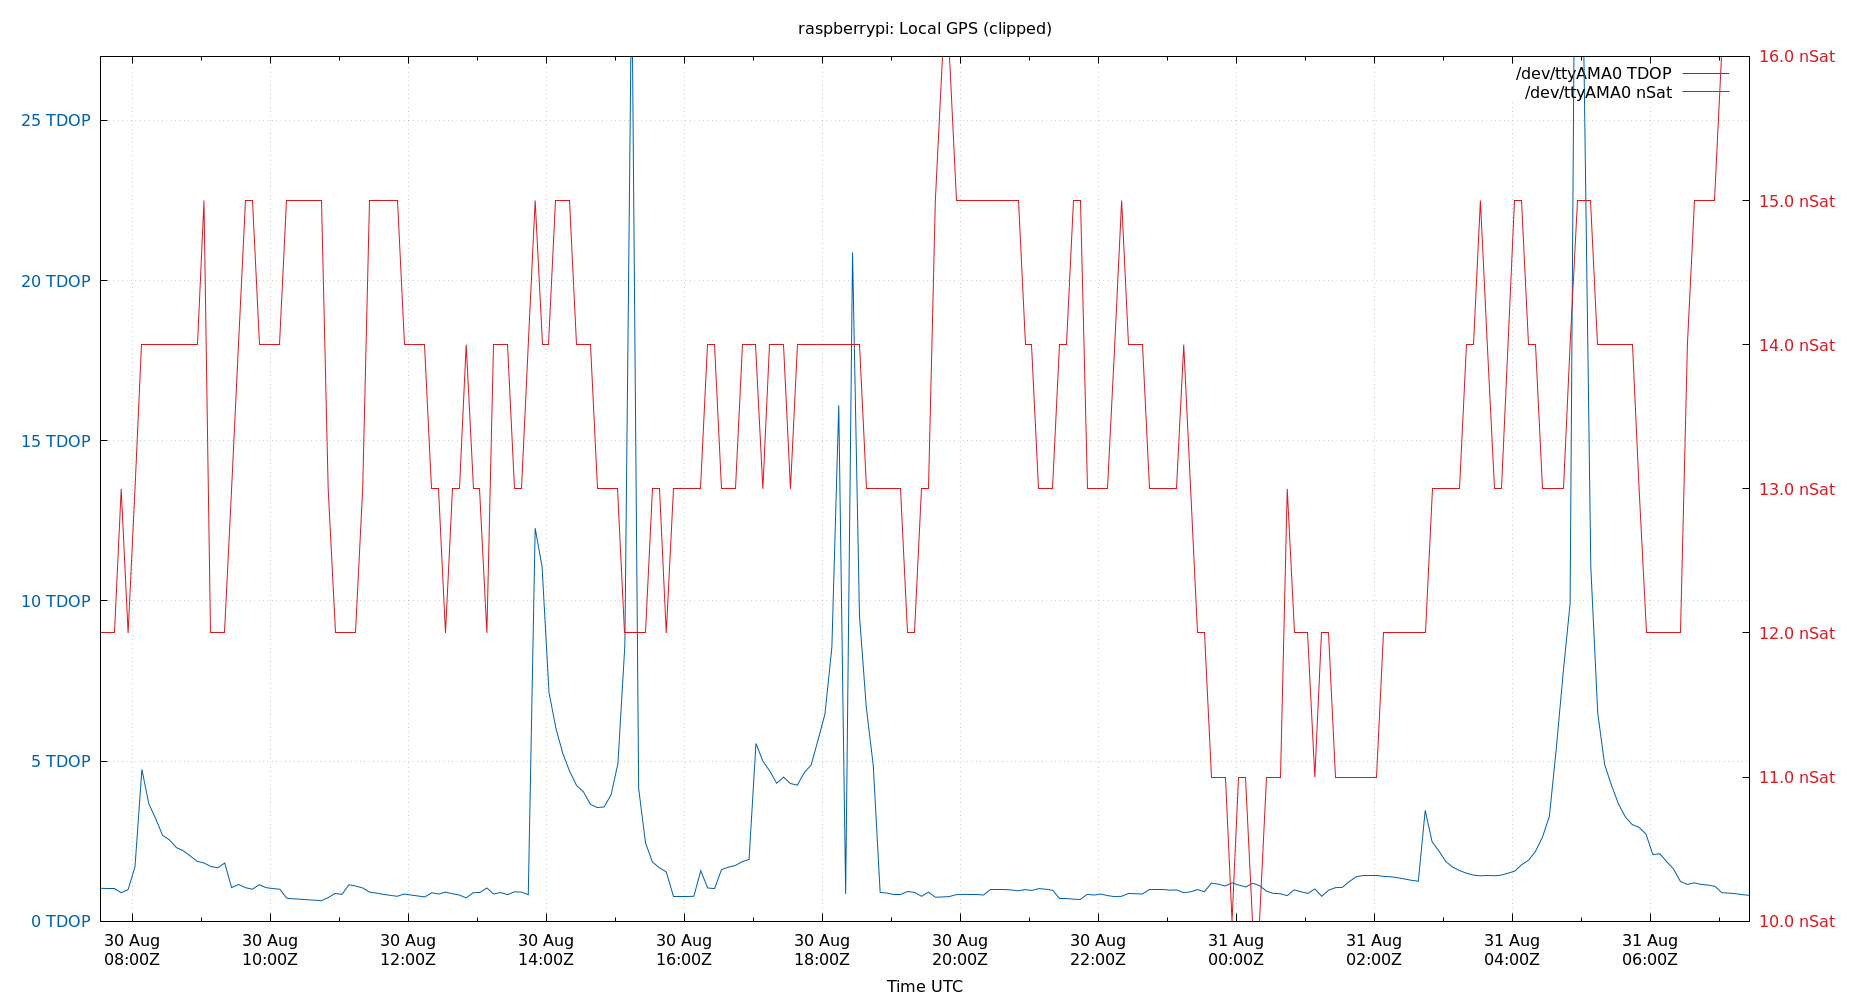 raspberrypi: Local GPS (clipped)
16.0 nSat
/dev/ttyAMA0 TDOP
/dev/ttyAMA0 nSat
25 TDOP
15.0 nSat
20 TDOP
14.0 nSat
15 TDOP
13.0 nSat
10 TDOP
12.0 nSat
5 TDOP
11.0 nSat
0 TDOP
10.0 nSat
30 Aug 30 Aug 30 Aug 30 Aug 30 Aug 30 Aug 30 Aug 30 Aug 31 Aug 31 Aug 31 Aug 31 Aug
08:00Z 10:00Z 12:00Z 14:00Z 16:00Z 18:00Z 20:00Z 22:00Z 00:00Z 02:00Z 04:00Z 06:00Z
Time UTC